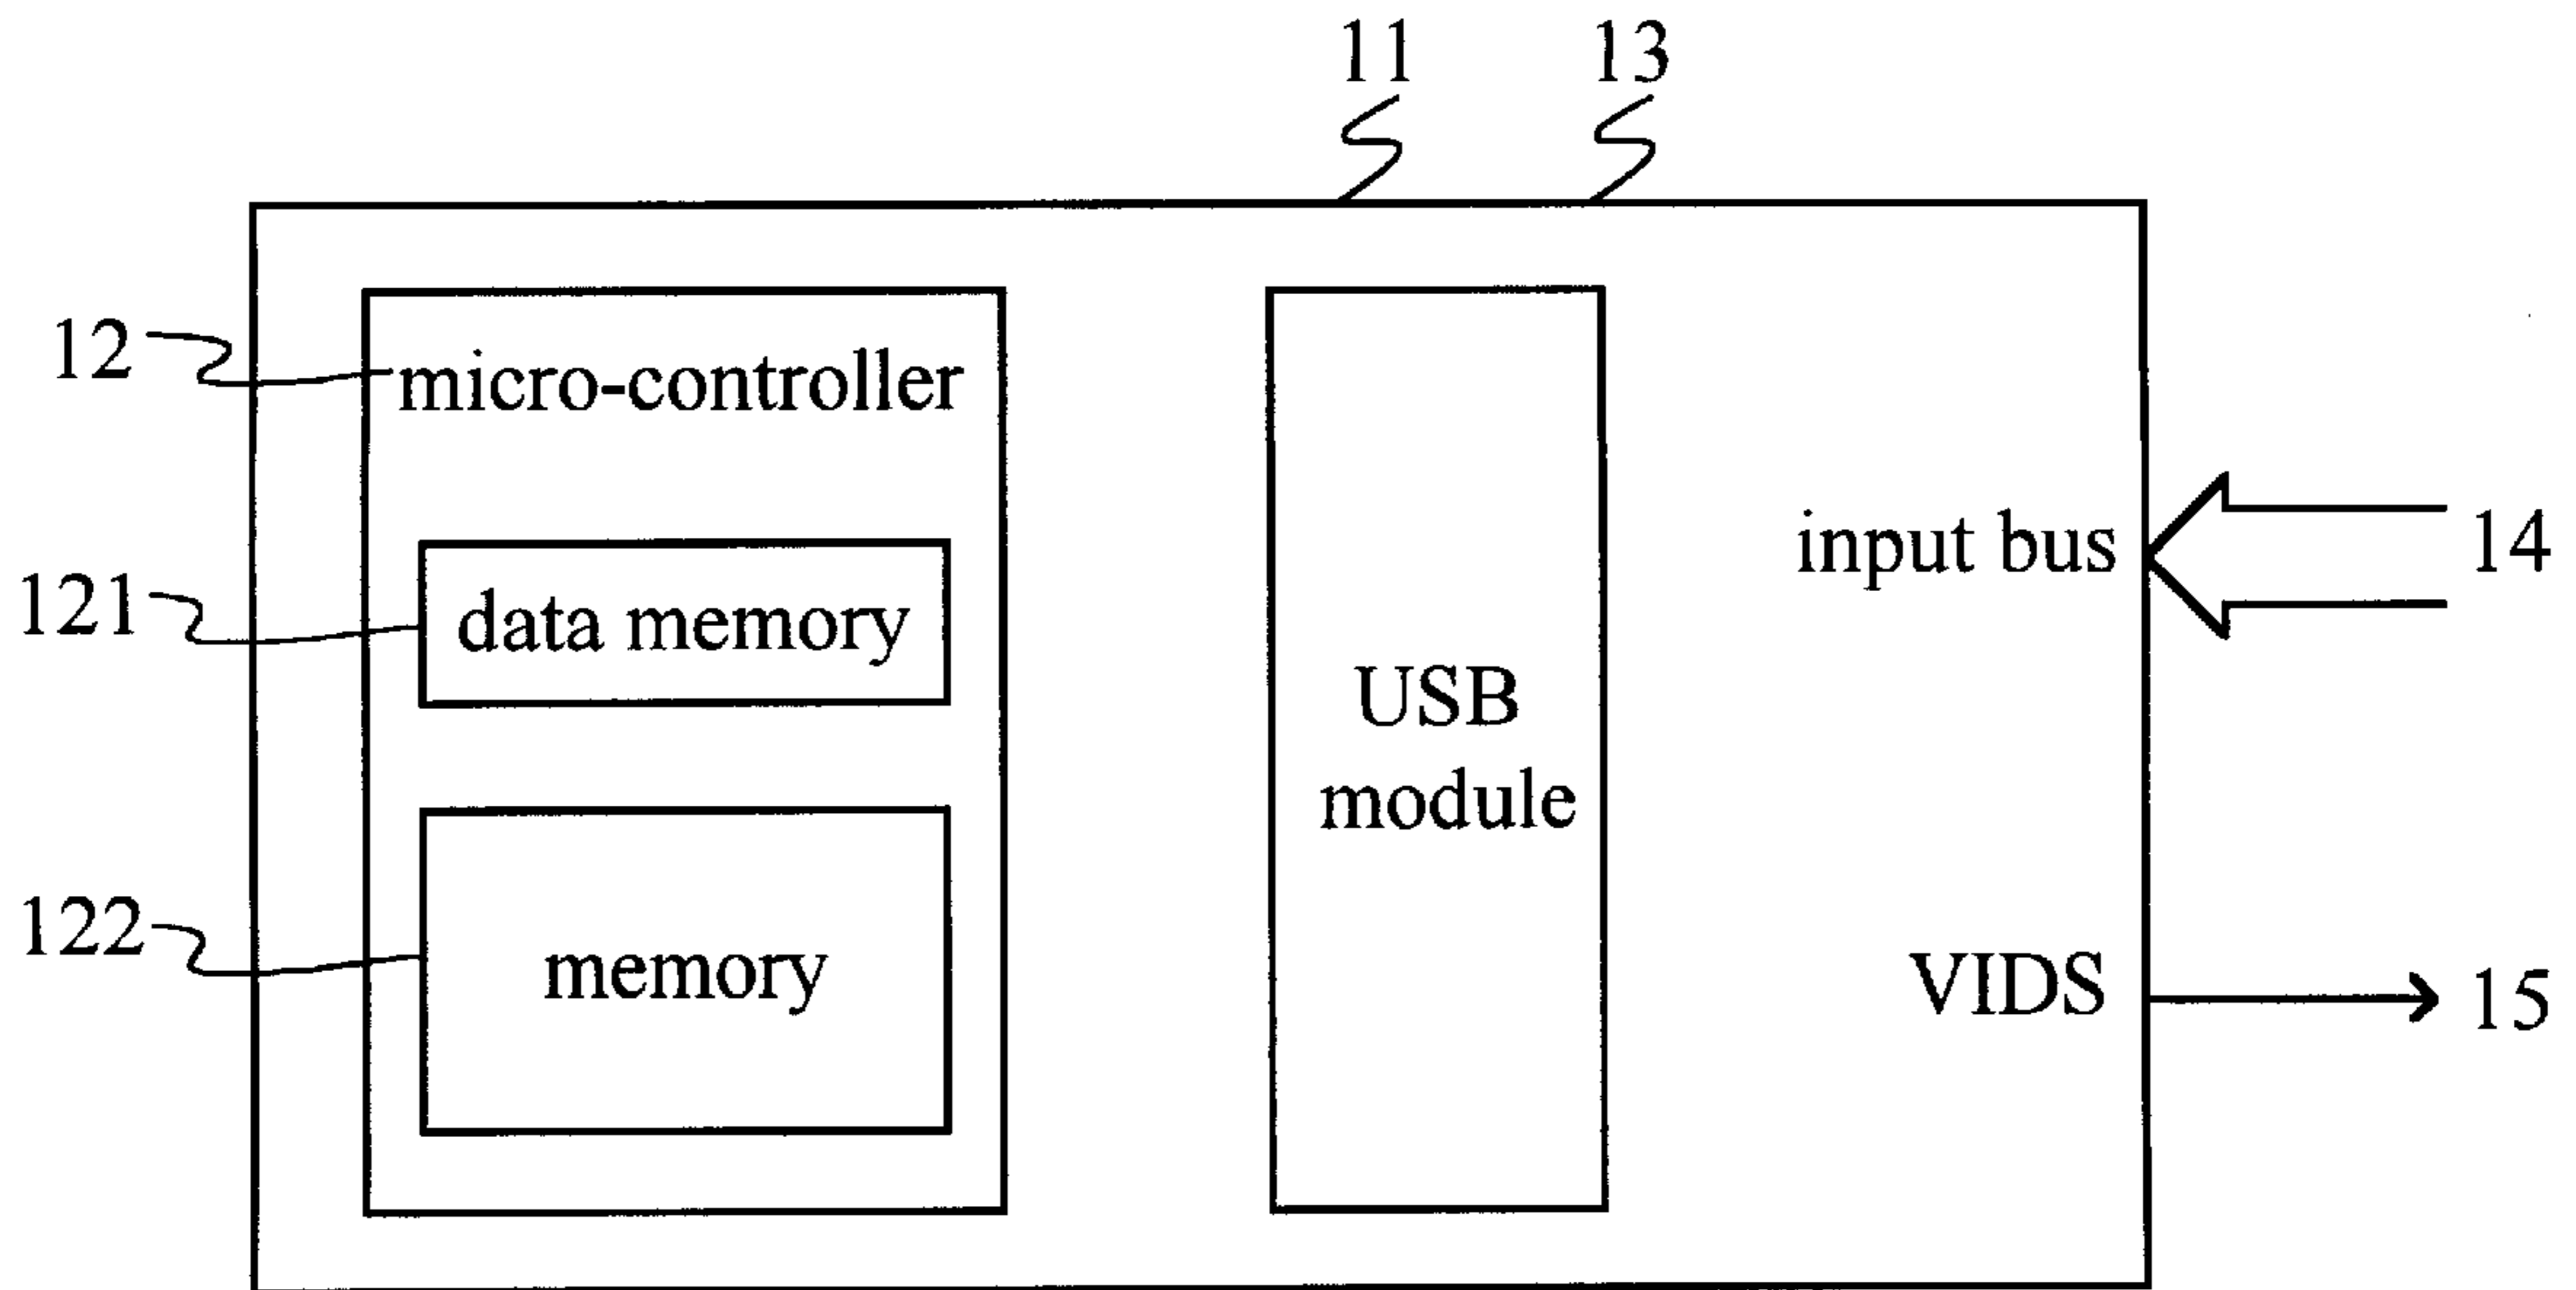 11 13
12 micro-controller
input bus 14
121 data memory
USB
module
122 memory
VIDS 15